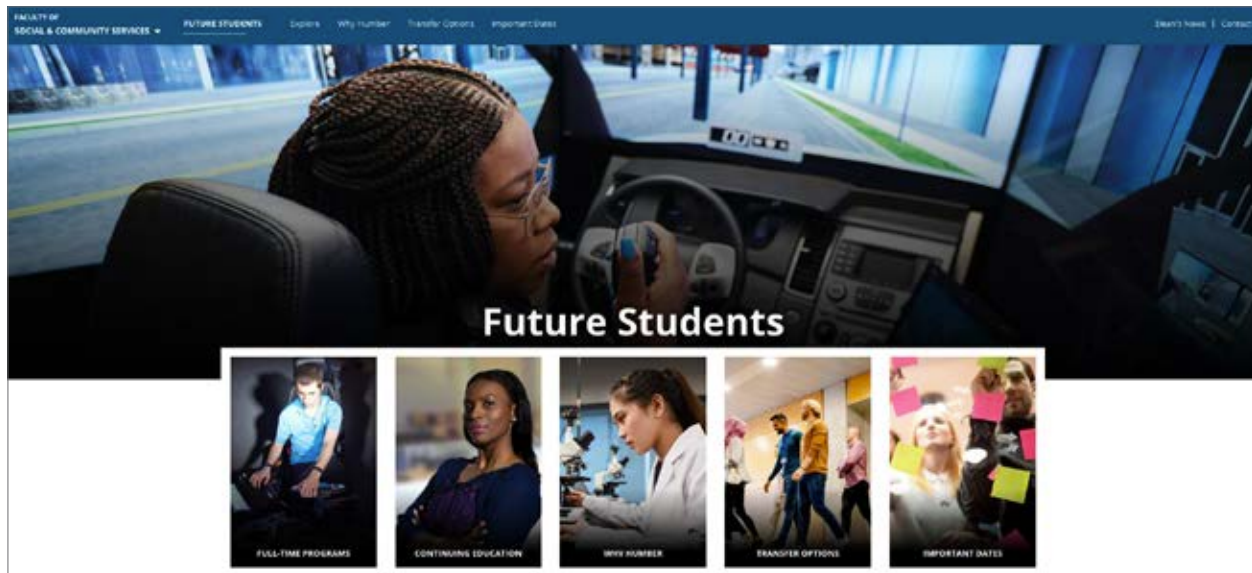 FACULTY OF
SOCIAL & COMMUNITY SERVICES
FUTURE STUDENTS
Explore
Why Humber
Transfer Options
Important Dates
Dean's News | Contact
Future Students
FULL-TIME PROGRAMS
CONTINUING EDUCATION
WHY HUMBER
TRANSFER OPTIONS
IMPORTANT DATES